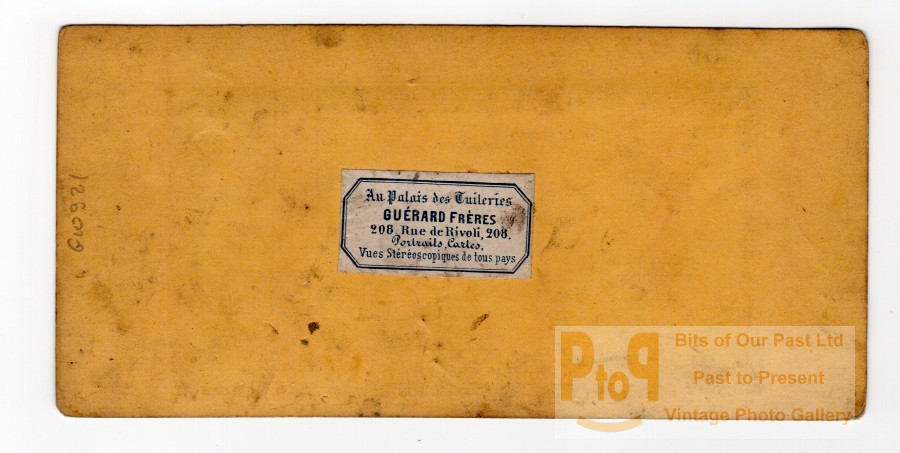 Au Palais des Tuileries
GUÉRARD FRÈRES
208, Rue de Rivoli, 208.
Portraits, Cartes,
Vues Stéréoscopiques de tous pays
PtoP
Bits of Our Past Ltd
Past to Present
Vintage Photo Gallery